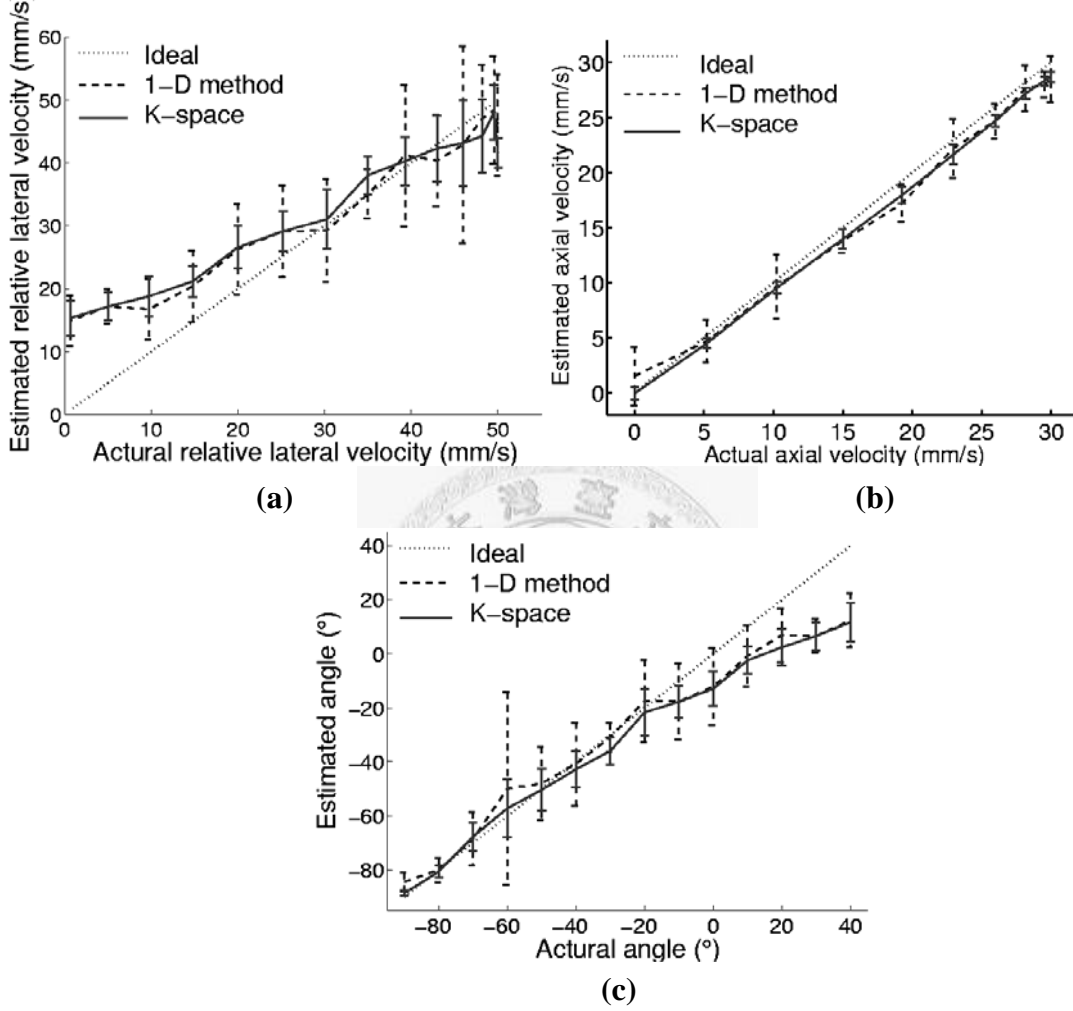 Estimated relative lateral velocity (mm/s)
60
50
40
30
20
10
0
Ideal
1−D method
K−space
0 10 20 30 40 50
Actural relative lateral velocity (mm/s)
(a)
Estimated axial velocity (mm/s)
30
25
20
15
10
5
0
Ideal
1−D method
K−space
0 5 10 15 20 25 30
Actual axial velocity (mm/s)
(b)
Estimated angle (°)
40
20
0
−20
−40
−60
−80
Ideal
1−D method
K−space
−80 −60 −40 −20 0 20 40
Actural angle (°)
(c)